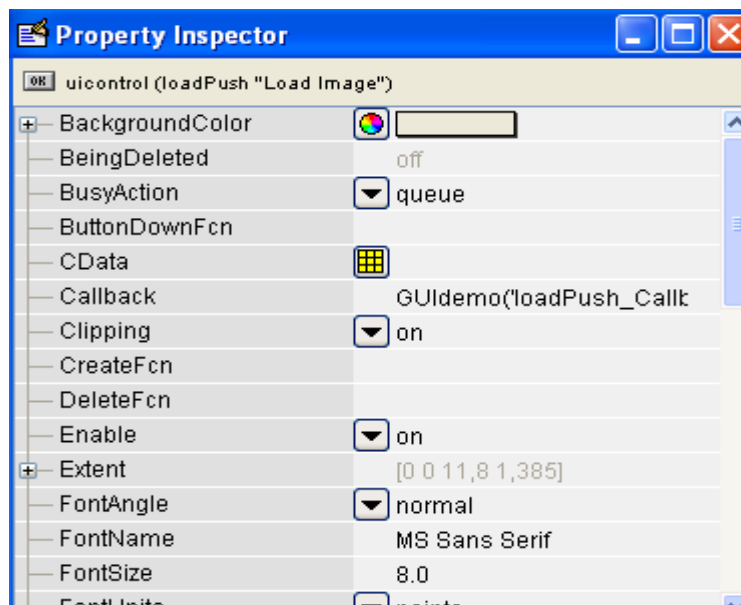 Property Inspector
OK uicontrol (loadPush "Load Image")
BackgroundColor
BeingDeleted off
BusyAction queue
ButtonDownFcn
CData
Callback GUIdemo('loadPush_Callb
Clipping on
CreateFcn
DeleteFcn
Enable on
Extent [0 0 11,8 1,385]
FontAngle normal
FontName MS Sans Serif
FontSize 8.0
FontUnits points